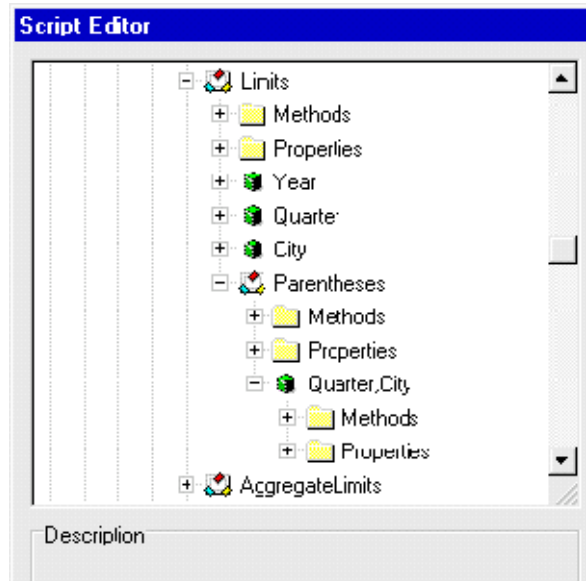 Script Editor
Limits
Methods
Properties
Year
Quarter
City
Parentheses
Methods
Properties
Quarter,City
Methods
Properties
AggregateLimits
Description